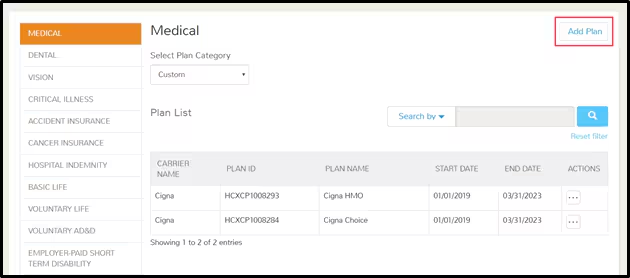 MEDICAL
DENTAL
VISION
CRITICAL ILLNESS
ACCIDENT INSURANCE
CANCER INSURANCE
HOSPITAL INDEMNITY
BASIC LIFE
VOLUNTARY LIFE
VOLUNTARY AD&D
EMPLOYER-PAID SHORT
TERM DISABILITY
Medical
Add Plan
Select Plan Category
Custom
Plan List
Search by
Reset filter
CARRIER NAME PLAN ID PLAN NAME START DATE END DATE ACTIONS
Cigna HCXCP1008293 Cigna HMO 01/01/2019 03/31/2023 ...
Cigna HCXCP1008284 Cigna Choice 01/01/2019 03/31/2023 ...
Showing 1 to 2 of 2 entries